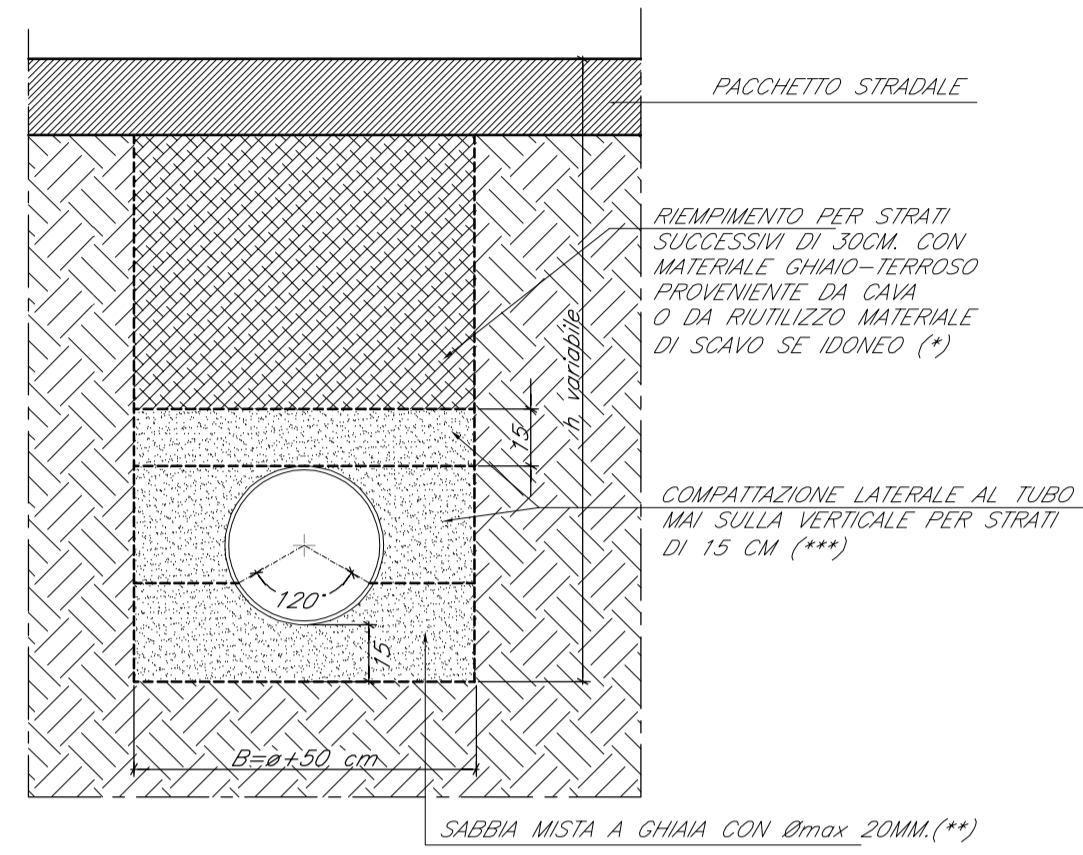 PACCHETTO STRADALE
RIEMPIMENTO PER STRATI
SUCCESSIVI DI 30CM. CON
MATERIALE GHIAIO-TERROSO
PROVENIENTE DA CAVA
O DA RIUTILIZZO MATERIALE
DI SCAVO SE IDONEO (*)
h variabile
15
COMPATTAZIONE LATERALE AL TUBO
MAI SULLA VERTICALE PER STRATI
DI 15 CM (***)
120°
15
B=ø+50 cm
SABBIA MISTA A GHIAIA CON Ømax 20MM.(**)